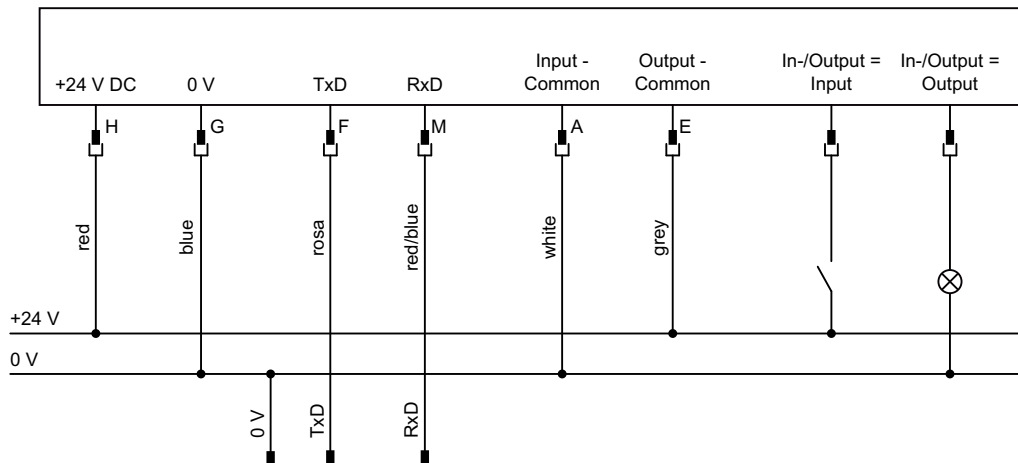 Input -
Output -
In-/Output =
In-/Output =
+24 V DC
0 V
TxD
RxD
Common
Common
Input
Output
H
G
F
M
A
E
red
blue
rosa
red/blue
white
grey
+24 V
0 V
0 V
TxD
RxD